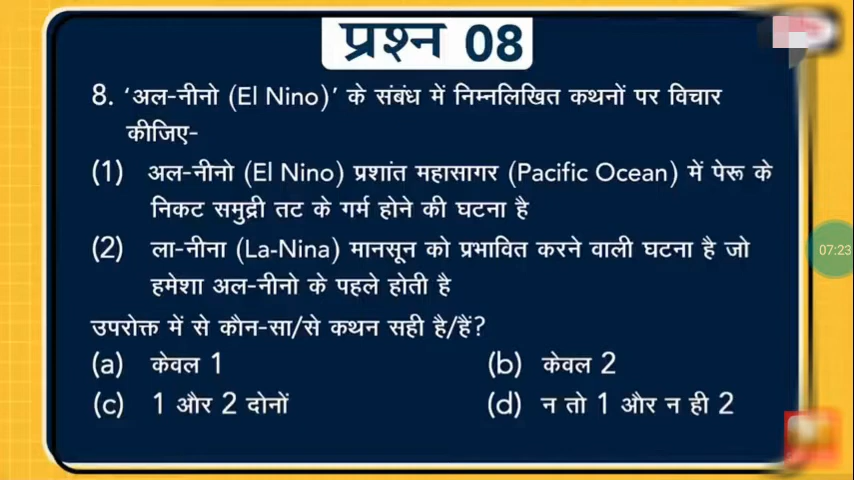 प्रश्न 08
8. 'अल-नीनो (El Nino)' के संबंध में निम्नलिखित कथनों पर विचार
कीजिए-
(1) अल-नीनो (El Nino) प्रशांत महासागर (Pacific Ocean) में पेरू के
निकट समुद्री तट के गर्म होने की घटना है
(2) ला-नीना (La-Nina) मानसून को प्रभावित करने वाली घटना है जो
हमेशा अल-नीनो के पहले होती है
उपरोक्त में से कौन-सा/से कथन सही है/हैं?
(a) केवल 1 (b) केवल 2
(c) 1 और 2 दोनों (d) न तो 1 और न ही 2
07:23